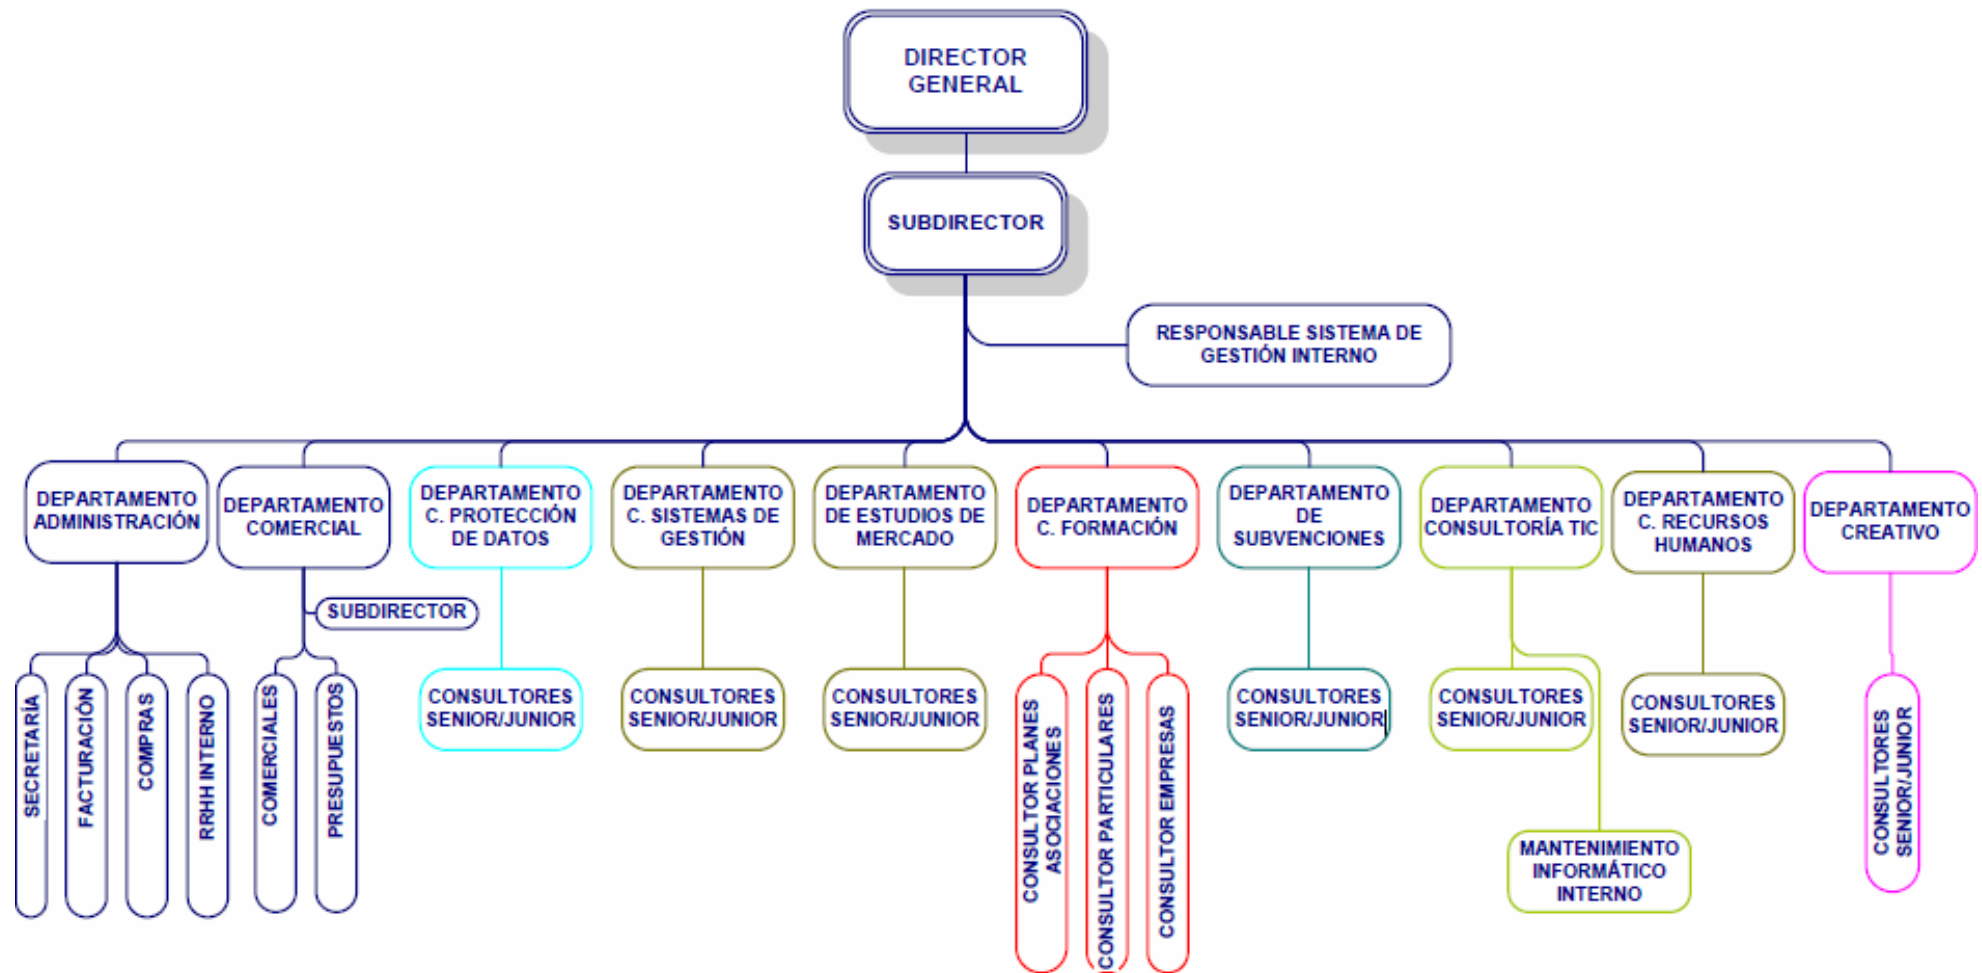 DIRECTOR
GENERAL
SUBDIRECTOR
RESPONSABLE SISTEMA DE
GESTIÓN INTERNO
DEPARTAMENTO
ADMINISTRACIÓN
DEPARTAMENTO
COMERCIAL
DEPARTAMENTO
C. PROTECCIÓN
DE DATOS
DEPARTAMENTO
C. SISTEMAS DE
GESTIÓN
DEPARTAMENTO
DE ESTUDIOS DE
MERCADO
DEPARTAMENTO
C. FORMACIÓN
DEPARTAMENTO
DE
SUBVENCIONES
DEPARTAMENTO
CONSULTORÍA TIC
DEPARTAMENTO
C. RECURSOS
HUMANOS
DEPARTAMENTO
CREATIVO
SUBDIRECTOR
SECRETARÍA
FACTURACIÓN
COMPRAS
RRHH INTERNO
COMERCIALES
PRESUPUESTOS
CONSULTORES
SENIOR/JUNIOR
CONSULTORES
SENIOR/JUNIOR
CONSULTORES
SENIOR/JUNIOR
CONSULTOR PLANES
ASOCIACIONES
CONSULTOR PARTICULARES
CONSULTOR EMPRESAS
CONSULTORES
SENIOR/JUNIOR
CONSULTORES
SENIOR/JUNIOR
MANTENIMIENTO
INFORMÁTICO
INTERNO
CONSULTORES
SENIOR/JUNIOR
CONSULTORES
SENIOR/JUNIOR